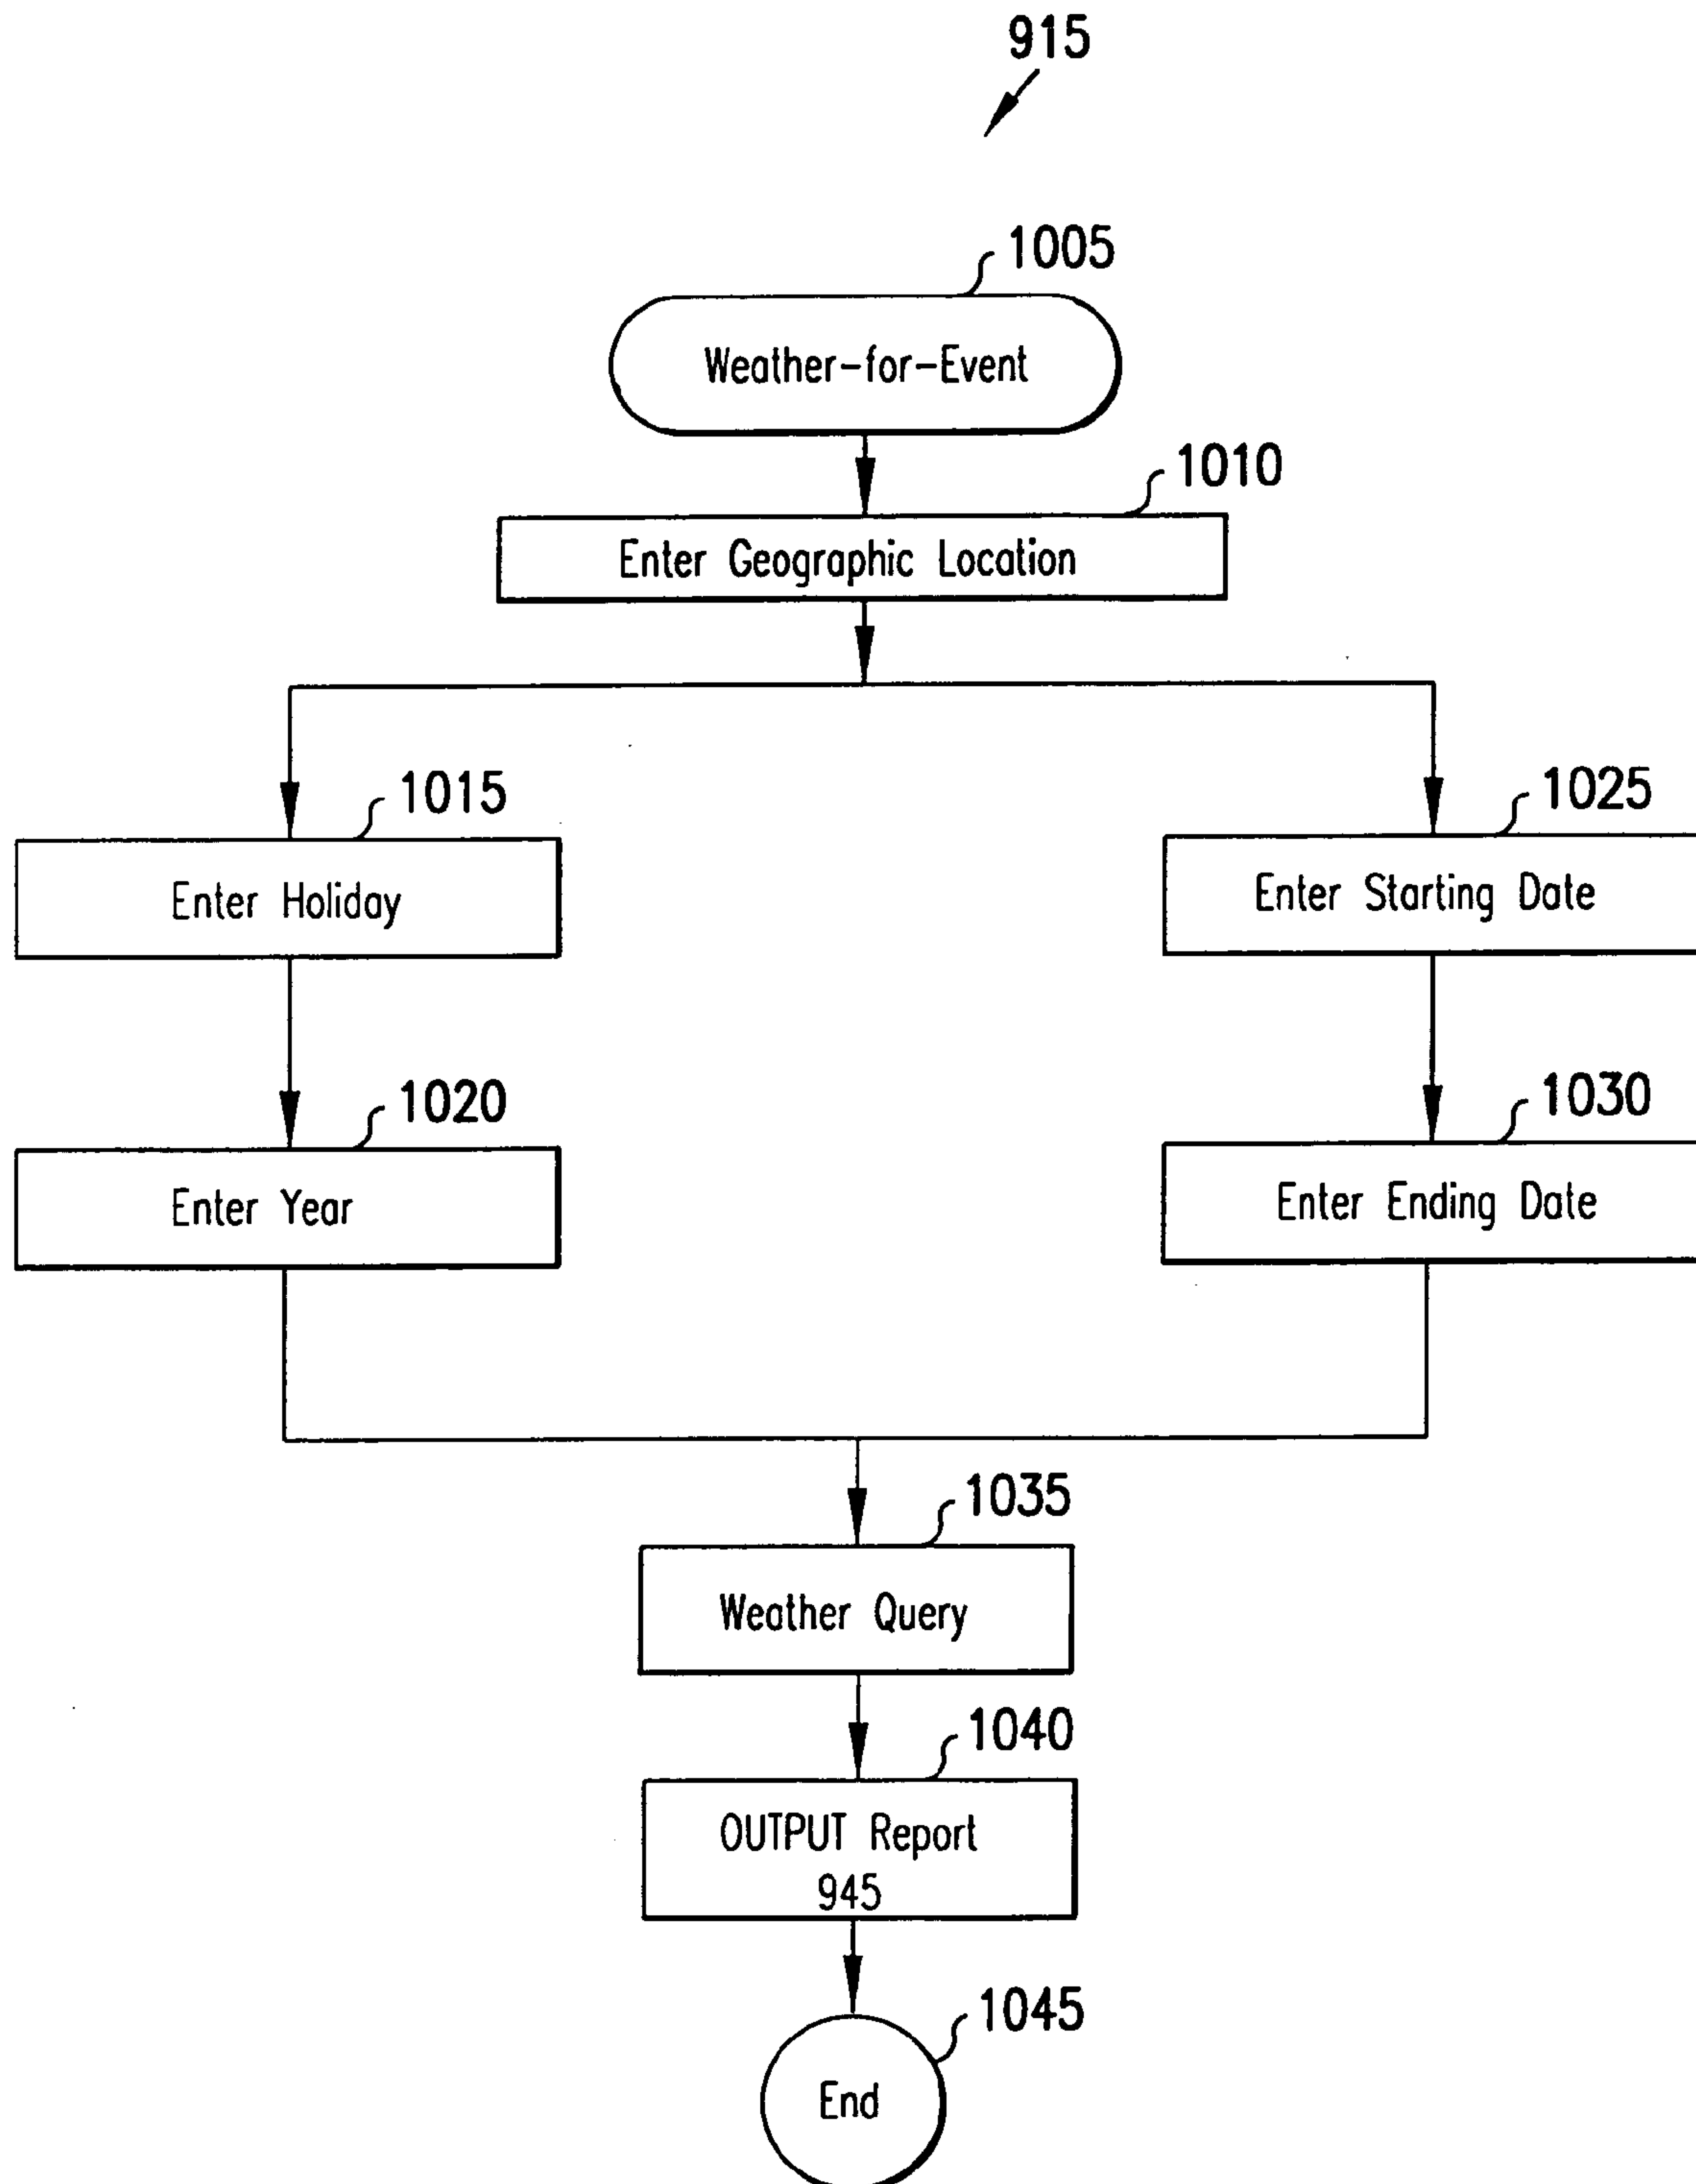 915
1005
Weather-for-Event
1010
Enter Geographic Location
1015
Enter Holiday
1025
Enter Starting Date
1020
Enter Year
1030
Enter Ending Date
1035
Weather Query
1040
OUTPUT Report
945
1045
End